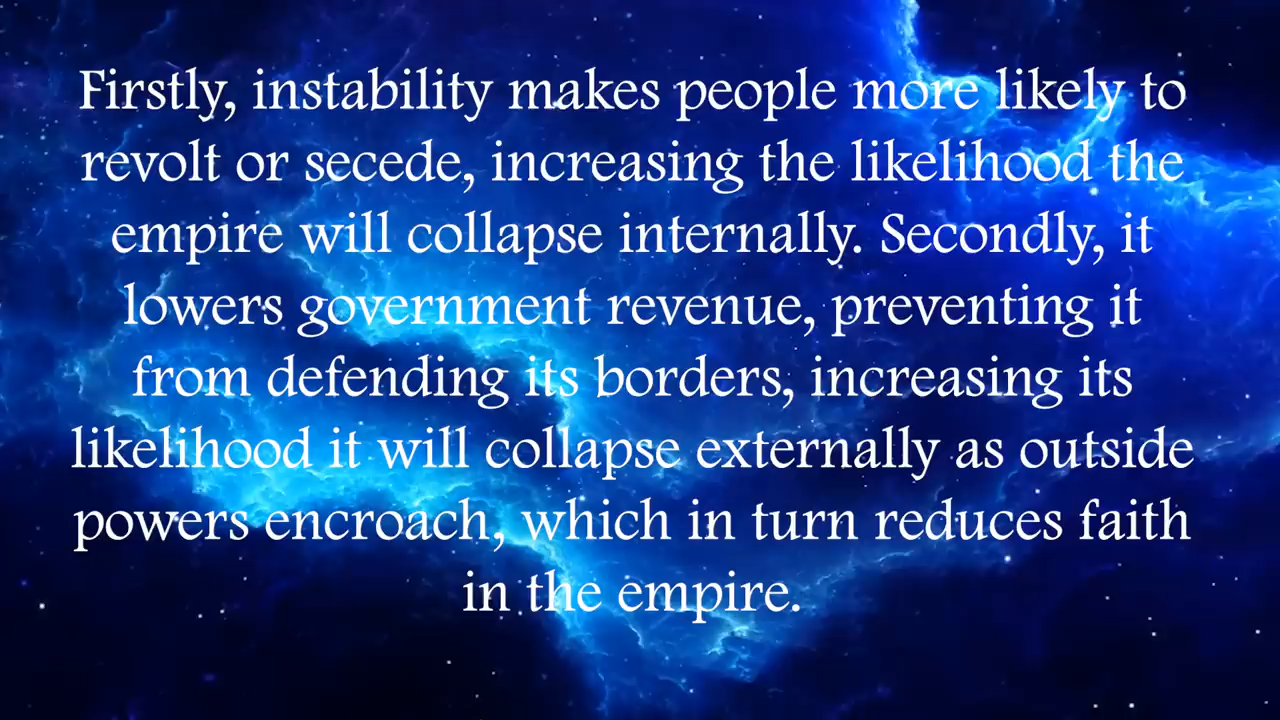 Firstly, instability makes people more likely to
revolt or secede, increasing the likelihood the
empire will collapse internally. Secondly, it
lowers government revenue, preventing it
from defending its borders, increasing its
likelihood it will collapse externally as outside
powers encroach, which in turn reduces faith
in the empire.